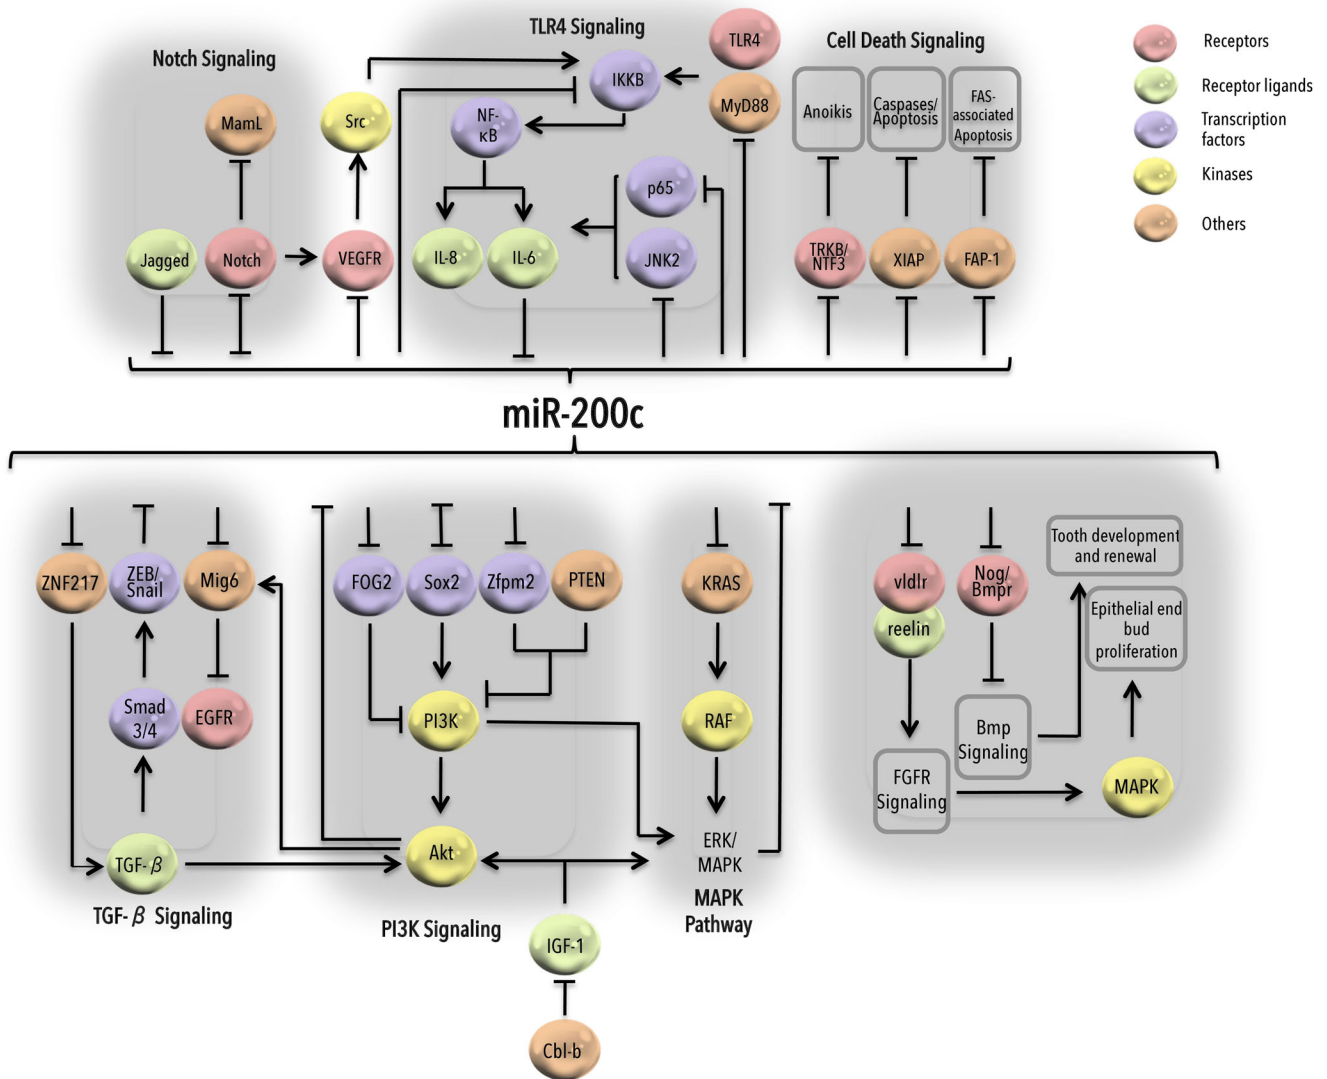 TLR4 Signaling
Notch Signaling
Cell Death Signaling
TLR4
MyD88
IKKB
NF-
κB
MamL
Src
Anoikis
Caspases/
Apoptosis
FAS-
associated
Apoptosis
p65
JNK2
Jagged
Notch
VEGFR
IL-8
IL-6
TRKB/
NTF3
XIAP
FAP-1
Receptors
Receptor ligands
Transcription
factors
Kinases
Others
miR-200c
ZNF217
ZEB/
Snail
Mig6
FOG2
Sox2
Zfpm2
PTEN
KRAS
vldlr
reelin
Nog/
Bmpr
Tooth development
and renewal
Epithelial end
bud
proliferation
Smad
3/4
EGFR
PI3K
RAF
Bmp
Signaling
FGFR
Signaling
MAPK
TGF- β
Akt
ERK/
MAPK
TGF- β Signaling
PI3K Signaling
MAPK
Pathway
IGF-1
Cbl-b